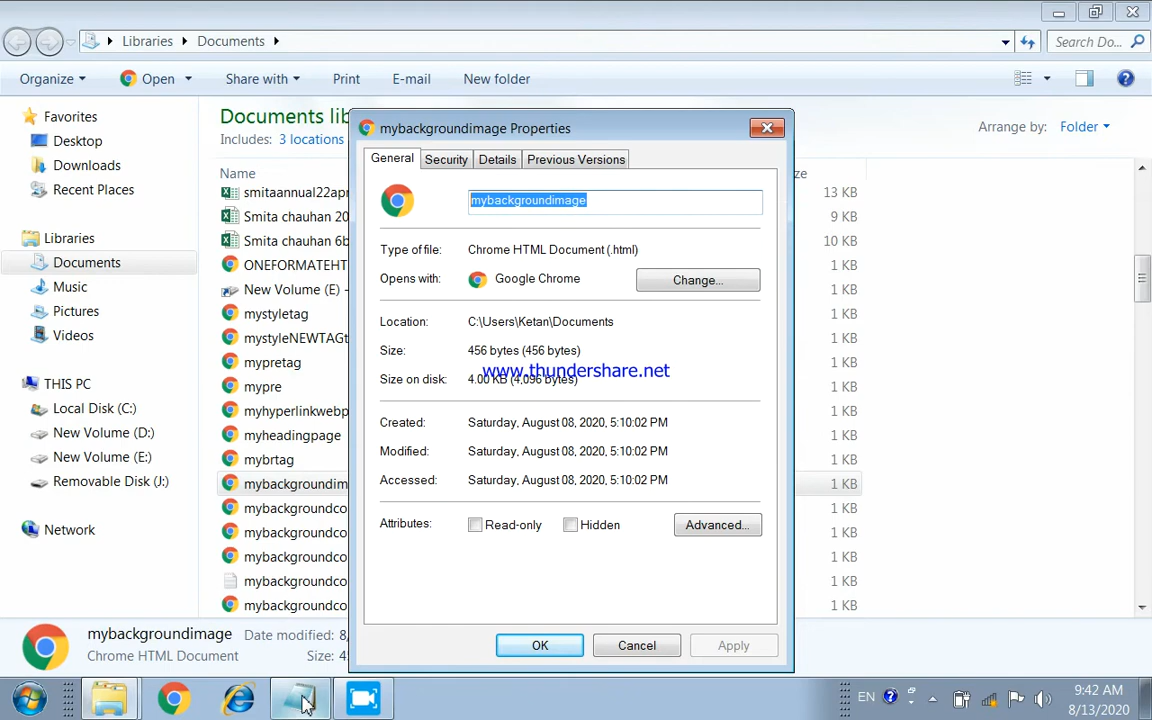 Libraries Documents Search Do...
Organize Open Share with Print E-mail New folder
Favorites
Desktop
Downloads
Recent Places
Libraries
Documents
Music
Pictures
Videos
THIS PC
Local Disk (C:)
New Volume (D:)
New Volume (E:)
Removable Disk (J:)
Network
Documents lib
Includes: 3 locations
Arrange by: Folder
Name
ze
smitaannual22apr 13 KB
Smita chauhan 20 9 KB
Smita chauhan 6b 10 KB
ONEFORMATEHT 1 KB
New Volume (E) - 1 KB
mystyletag 1 KB
mystyleNEWTAGt 1 KB
mypretag 1 KB
mypre 1 KB
myhyperlinkwebp 1 KB
myheadingpage 1 KB
mybrtag 1 KB
mybackgroundim 1 KB
mybackgroundco 1 KB
mybackgroundco 1 KB
mybackgroundco 1 KB
mybackgroundco 1 KB
mybackgroundco 1 KB
mybackgroundimage Properties
General Security Details Previous Versions
mybackgroundimage
Type of file: Chrome HTML Document (.html)
Opens with: Google Chrome Change...
Location: C:\Users\Ketan\Documents
Size: 456 bytes (456 bytes)
www.thundershare.net
Size on disk: 4.00 KB (4,096 bytes)
Created: Saturday, August 08, 2020, 5:10:02 PM
Modified: Saturday, August 08, 2020, 5:10:02 PM
Accessed: Saturday, August 08, 2020, 5:10:02 PM
Attributes: Read-only Hidden Advanced...
OK Cancel Apply
mybackgroundimage Date modified: 8/
Chrome HTML Document Size: 45
EN
9:42 AM
8/13/2020